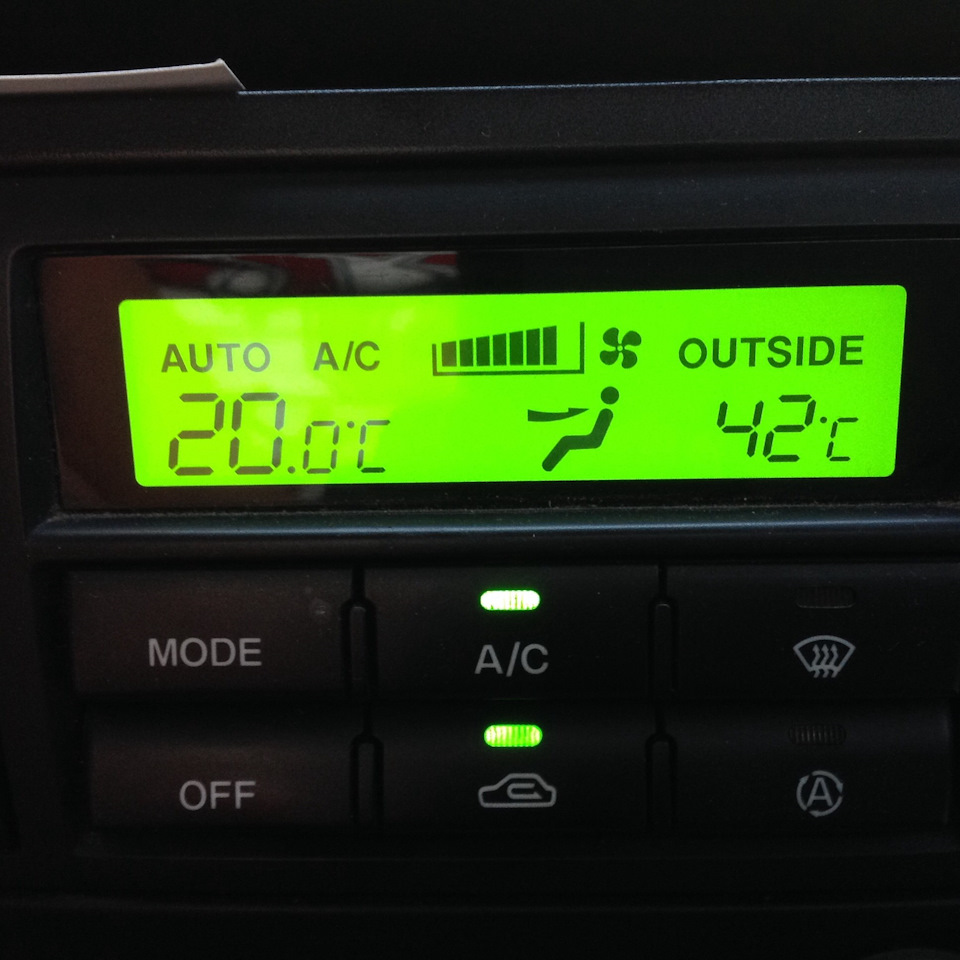 AUTO A/C OUTSIDE
20.0°C 42°C
MODE A/C
OFF A